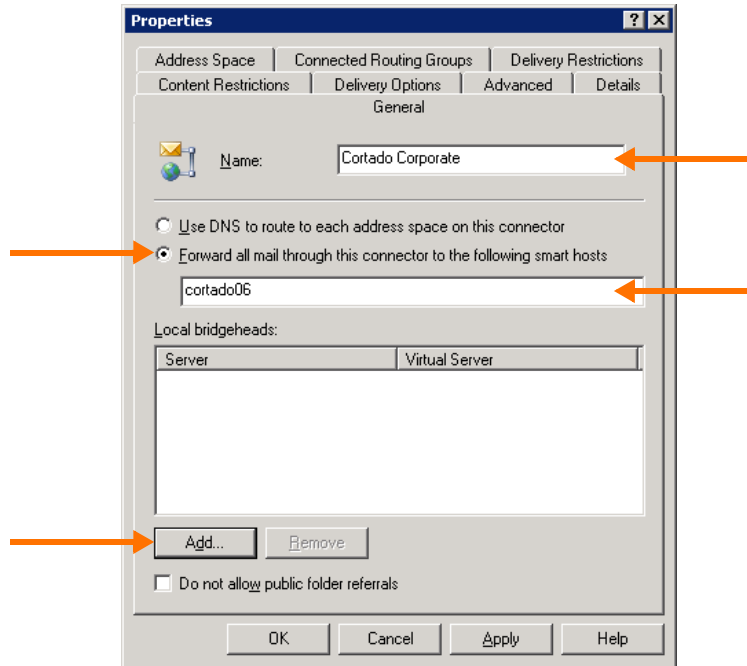 Properties
Address Space Connected Routing Groups Delivery Restrictions
Content Restrictions Delivery Options Advanced Details
General
Name: Cortado Corporate
Use DNS to route to each address space on this connector
Forward all mail through this connector to the following smart hosts
cortado06
Local bridgeheads:
Server Virtual Server
Add... Remove
Do not allow public folder referrals
OK Cancel Apply Help